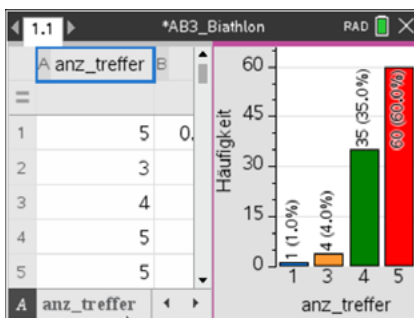 1.1 *AB3_Biathlon RAD
A anz_treffer B
=
1 5 0.
2 3
3 4
4 5
5 5
A anz_treffer
Häufigkeit
60
45
30
15
0
1 (1.0%)
4 (4.0%)
35 (35.0%)
60 (60.0%)
1 3 4 5
anz_treffer